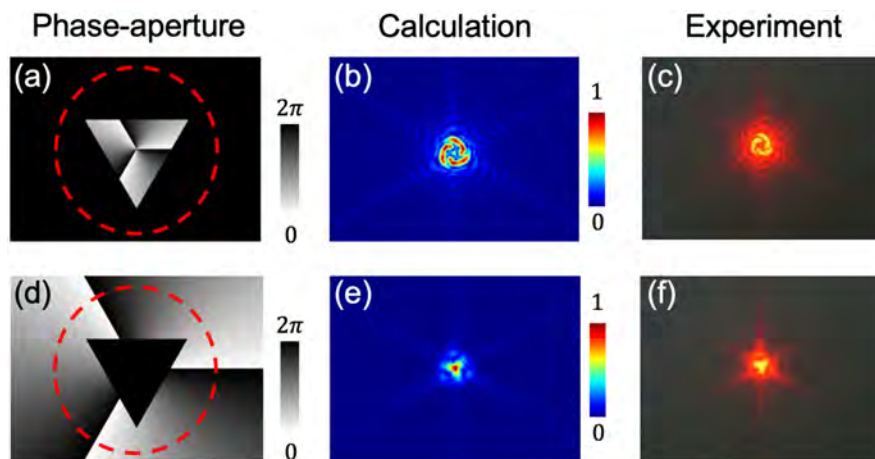 Phase-aperture Calculation Experiment
(a) 2π (b) 1 (c)
0 0
(d) 2π (e) 1 (f)
0 0